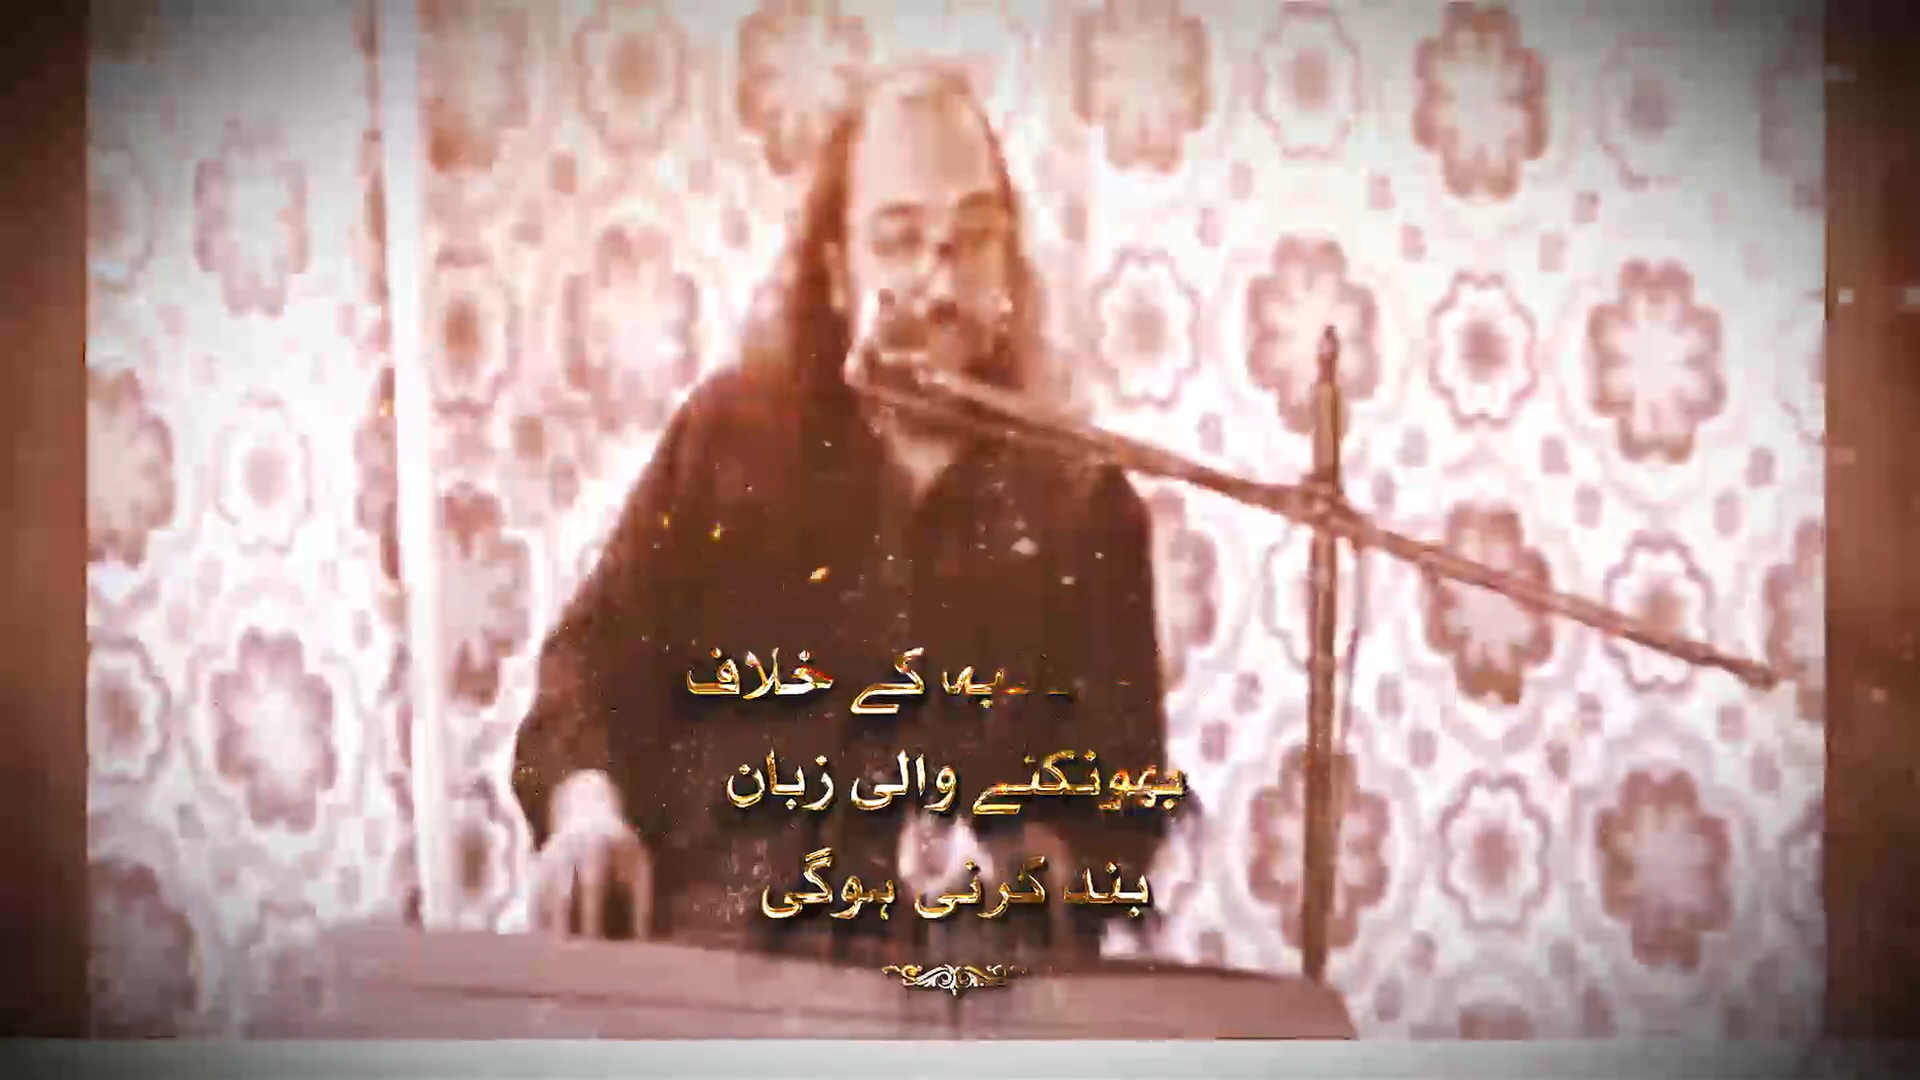 کے خلاف
بھونکنے والی زبان
بند کرنی ہوگی